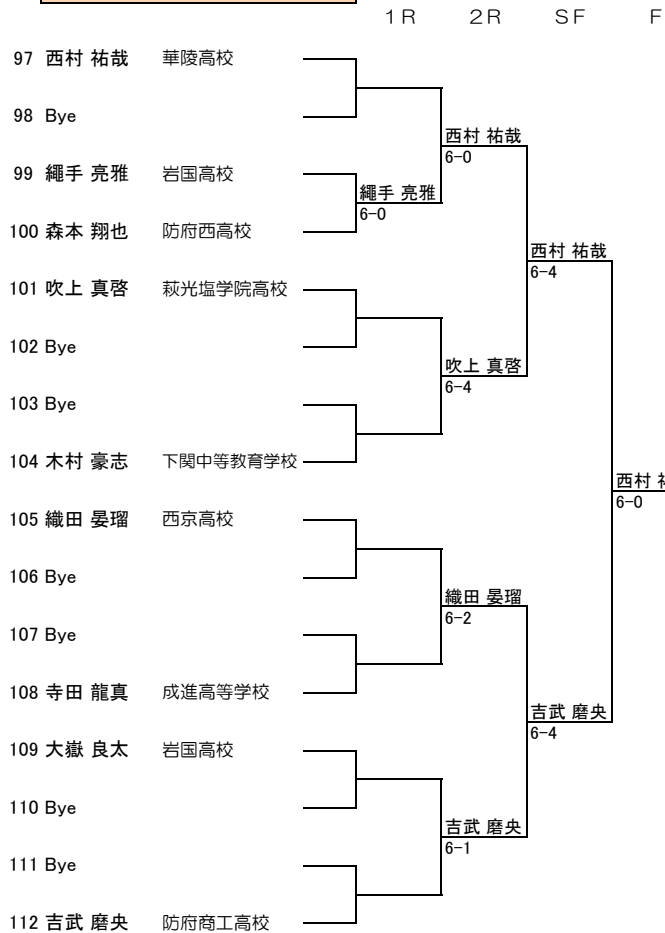 1R 2R SF F
97 西村 祐哉 華陵高校
98 Bye
西村 祐哉
6-0
99 繩手 亮雅 岩国高校
繩手 亮雅
6-0
100 森本 翔也 防府西高校
西村 祐哉
6-4
101 吹上 真啓 萩光塩学院高校
102 Bye
吹上 真啓
6-4
103 Bye
104 木村 豪志 下関中等教育学校
西村
6-0
105 織田 晏瑠 西京高校
106 Bye
織田 晏瑠
6-2
107 Bye
108 寺田 龍真 成進高等学校
吉武 磨央
6-4
109 大嶽 良太 岩国高校
110 Bye
吉武 磨央
6-1
111 Bye
112 吉武 磨央 防府商工高校